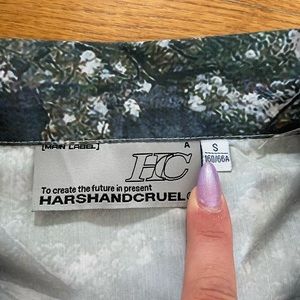 [MAIN LABEL]
A
HC
S
160/66A
To create the future in present
HARSHANDCRUEL